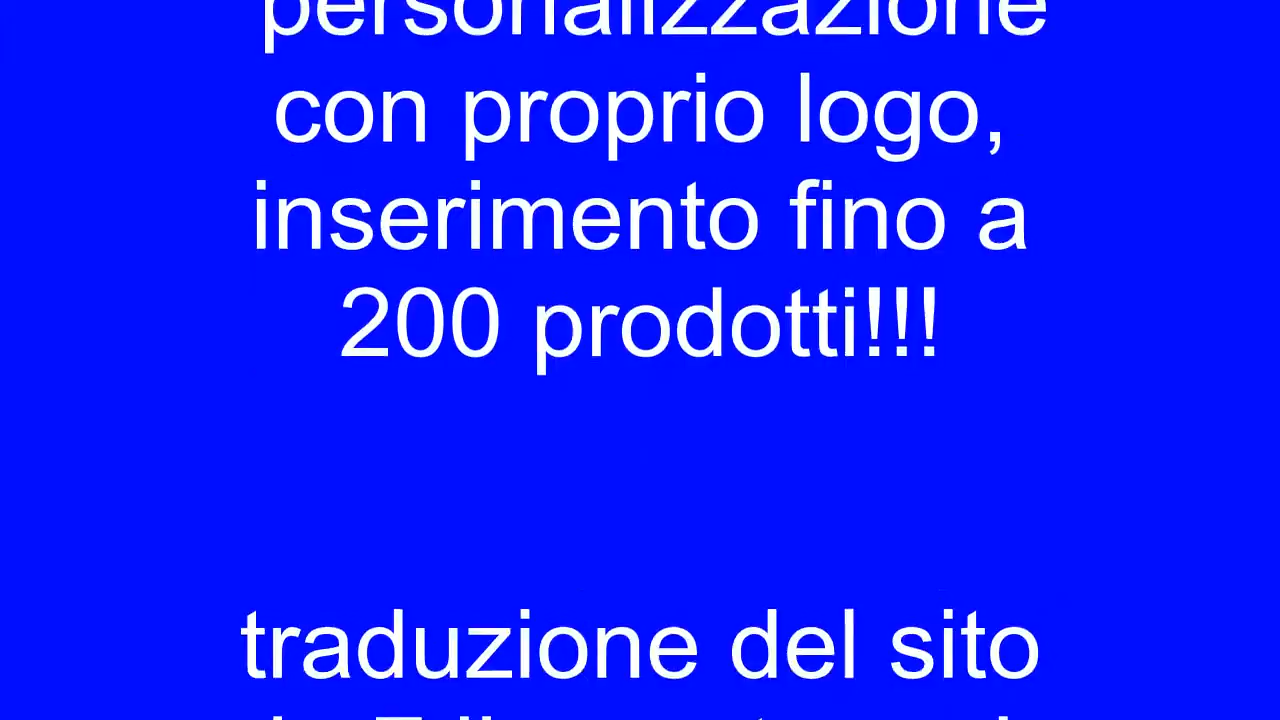 personalizzazione
con proprio logo,
inserimento fino a
200 prodotti!!!
traduzione del sito